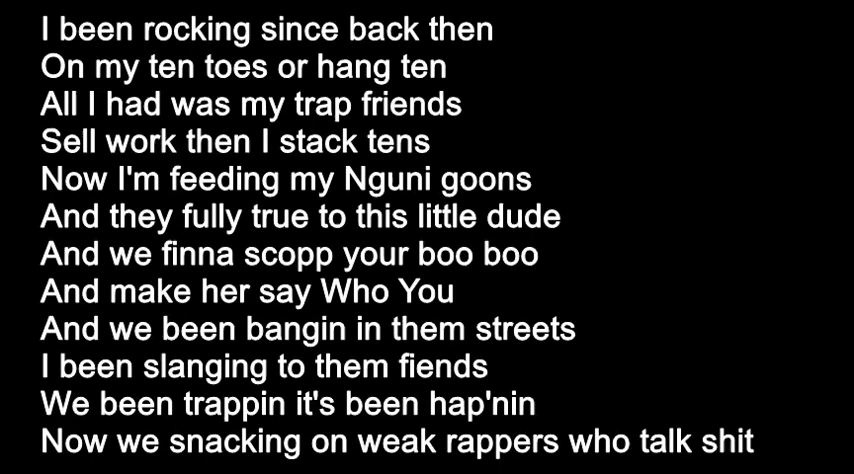 I been rocking since back then
On my ten toes or hang ten
All I had was my trap friends
Sell work then I stack tens
Now I'm feeding my Nguni goons
And they fully true to this little dude
And we finna scopp your boo boo
And make her say Who You
And we been bangin in them streets
I been slanging to them fiends
We been trappin it's been hap'nin
Now we snacking on weak rappers who talk shit